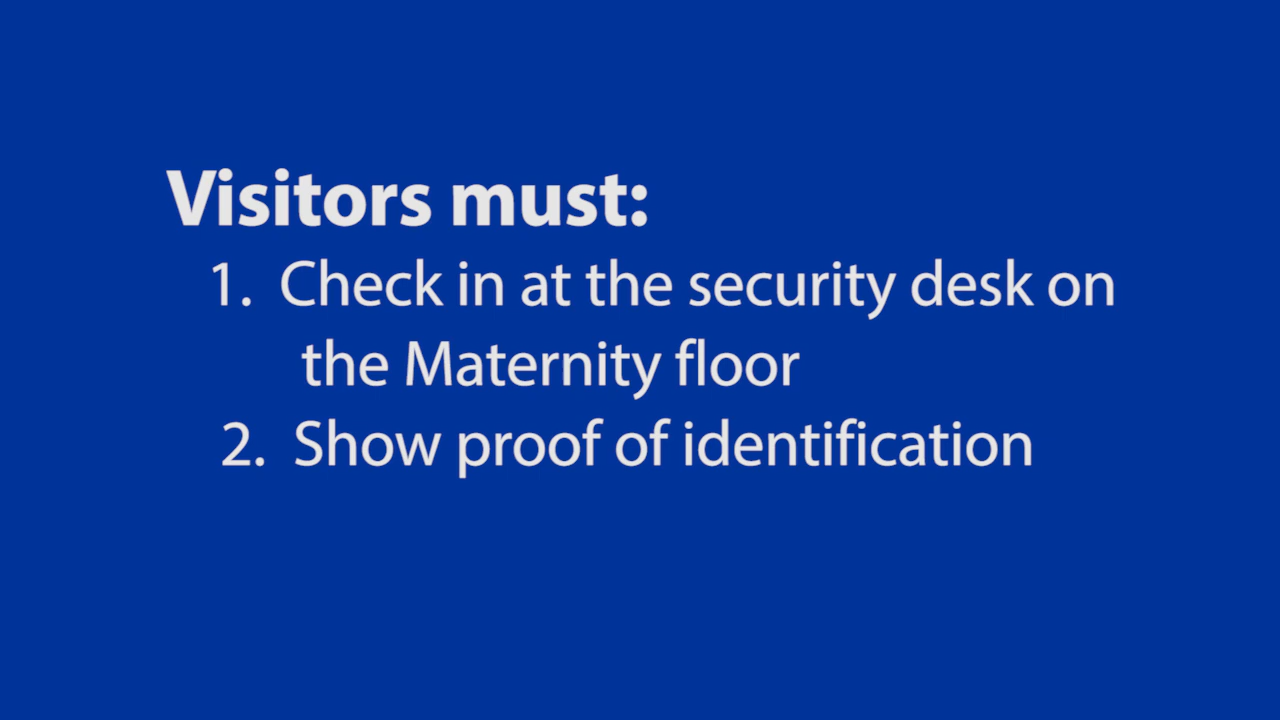 Visitors must:
1. Check in at the security desk on
the Maternity floor
2. Show proof of identification